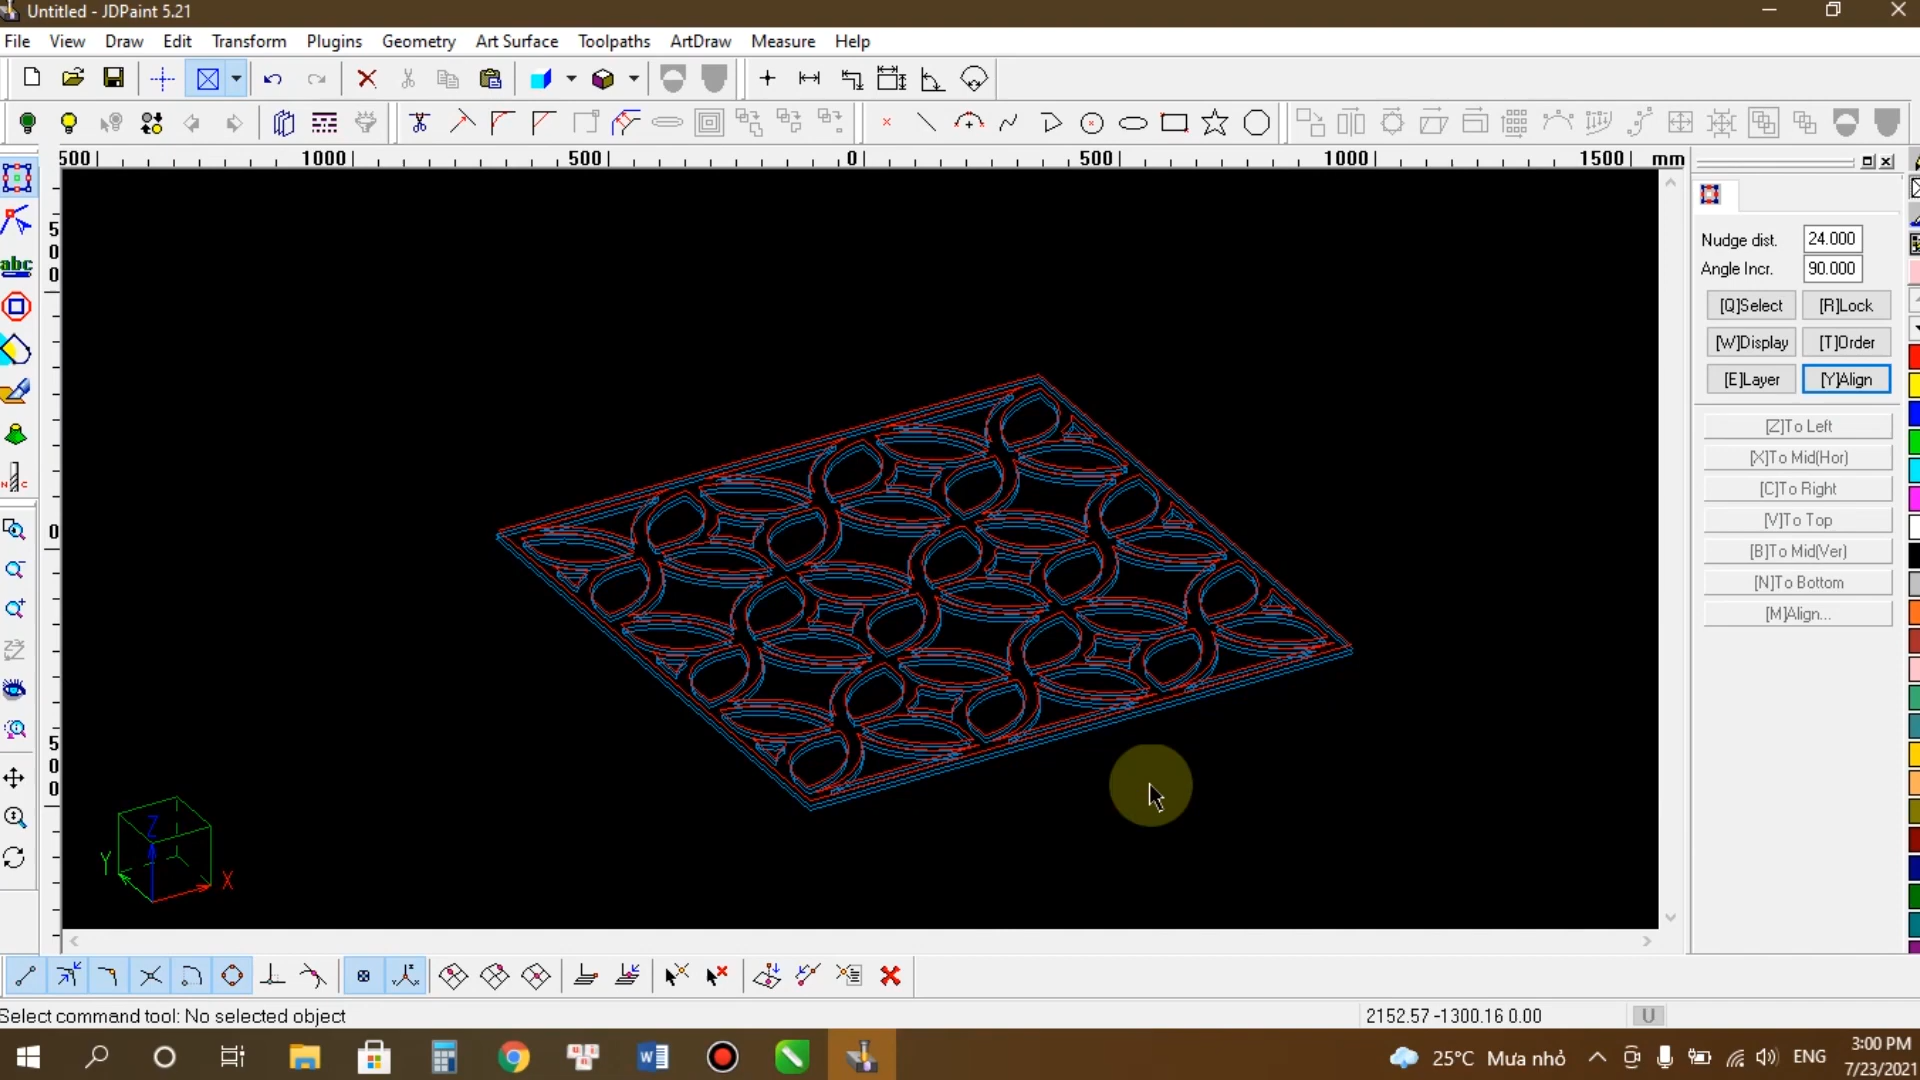 Untitled - JDPaint 5.21
File View Draw Edit Transform Plugins Geometry Art Surface Toolpaths ArtDraw Measure Help
500 1000 500 0 500 1000 1500 mm
abc
500
0
500
Nudge dist. 24.000
Angle Incr. 90.000
[Q]Select [R]Lock
[W]Display [T]Order
[E]Layer [Y]Align
[Z]To Left
[X]To Mid(Hor)
[C]To Right
[V]To Top
[B]To Mid(Ver)
[N]To Bottom
[M]Align...
Z
Y
X
Select command tool: No selected object
2152.57 -1300.16 0.00
U
25°C Mưa nhỏ
ENG
3:00 PM
7/23/2021